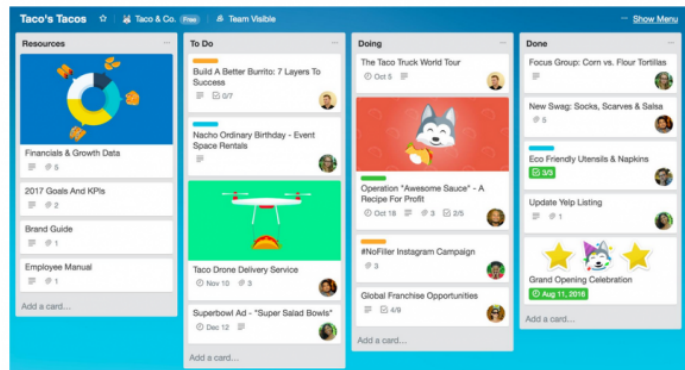 Taco's Tacos
Taco & Co. Free
Team Visible
··· Show Menu
Resources
Financials & Growth Data
5
2017 Goals And KPIs
2
Brand Guide
1
Employee Manual
1
Add a card...
To Do
Build A Better Burrito: 7 Layers To
Success
0/7
Nacho Ordinary Birthday - Event
Space Rentals
Taco Drone Delivery Service
Nov 10 3
Superbowl Ad - "Super Salad Bowls"
Dec 12
Add a card...
Doing
The Taco Truck World Tour
Oct 5
Operation "Awesome Sauce" - A
Recipe For Profit
Oct 18 3 2/5
#NoFiller Instagram Campaign
3
Global Franchise Opportunities
4/9
Add a card...
Done
Focus Group: Corn vs. Flour Tortillas
New Swag: Socks, Scarves & Salsa
5
Eco Friendly Utensils & Napkins
3/3
Update Yelp Listing
1
Grand Opening Celebration
Aug 11, 2016
Add a card...